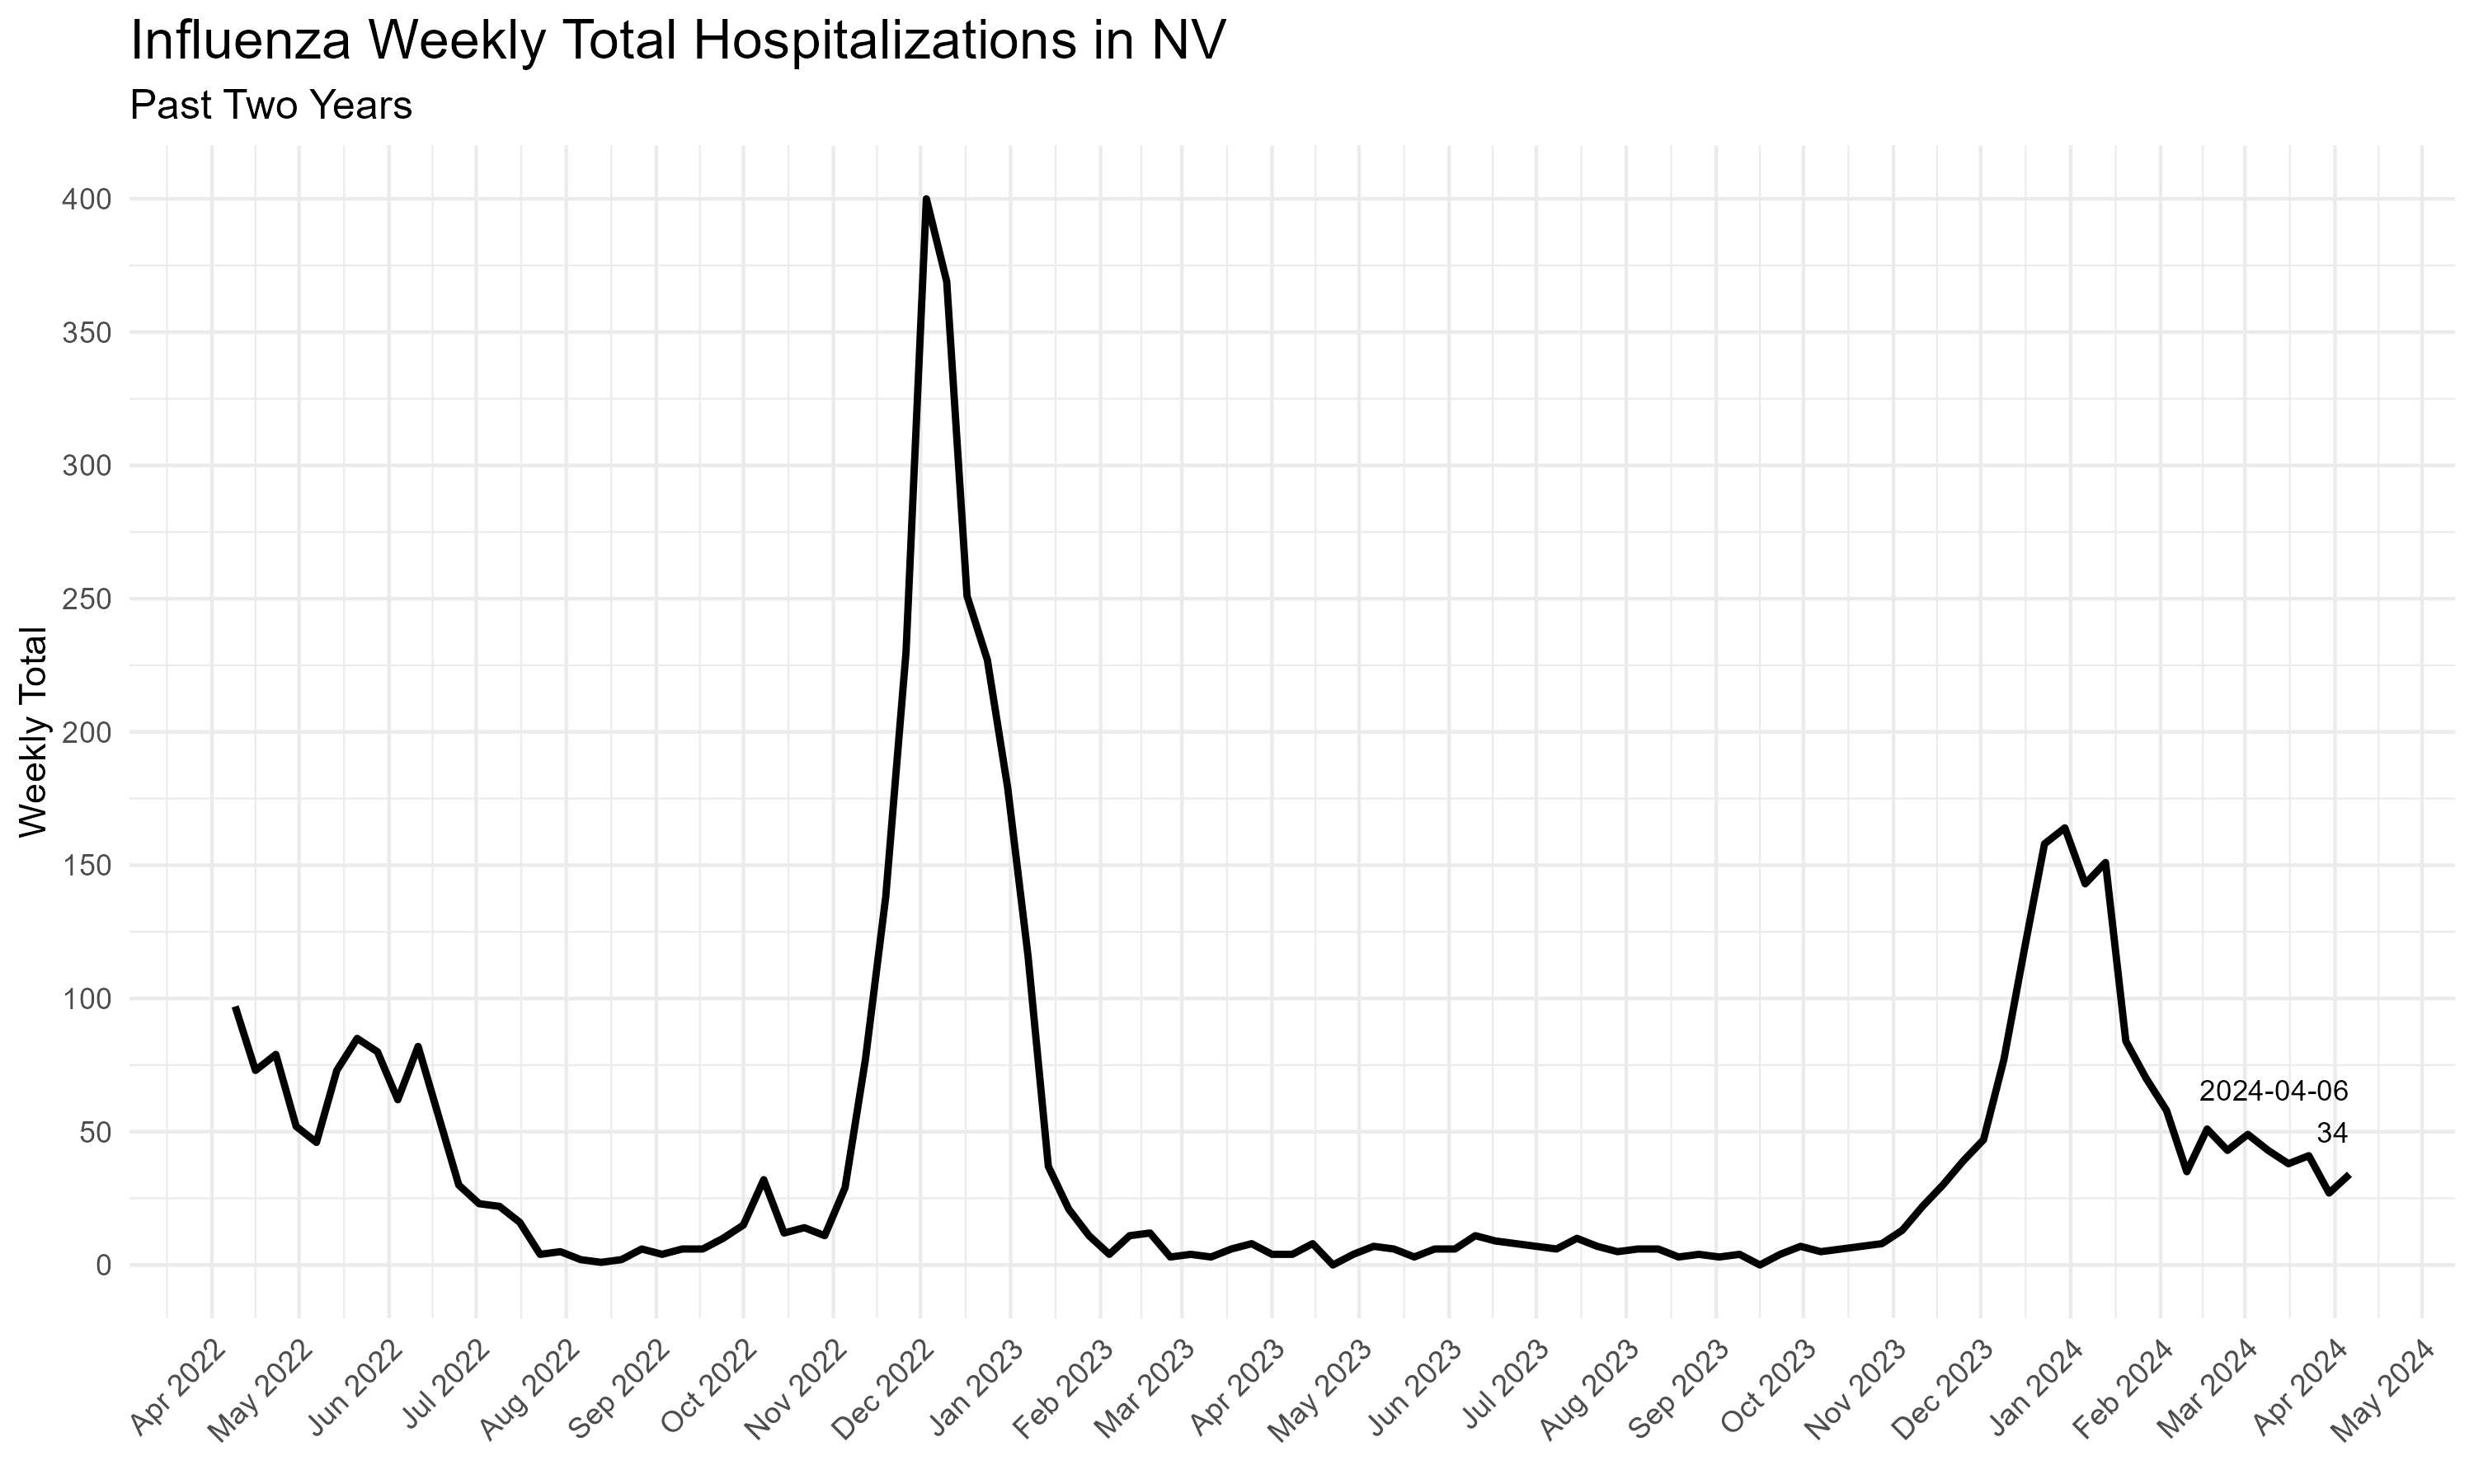 Influenza Weekly Total Hospitalizations in NV
Past Two Years
Weekly Total
400
350
300
250
200
150
100
50
0
2024-04-06
34
Apr 2022
May 2022
Jun 2022
Jul 2022
Aug 2022
Sep 2022
Oct 2022
Nov 2022
Dec 2022
Jan 2023
Feb 2023
Mar 2023
Apr 2023
May 2023
Jun 2023
Jul 2023
Aug 2023
Sep 2023
Oct 2023
Nov 2023
Dec 2023
Jan 2024
Feb 2024
Mar 2024
Apr 2024
May 2024